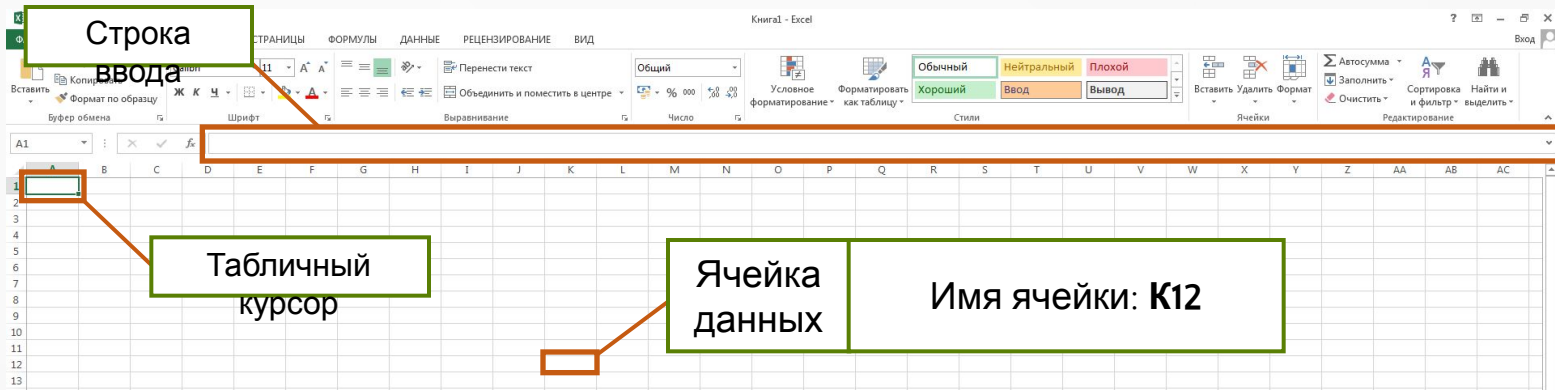 Книга1 - Excel
?
Строка
ввода
СТРАНИЦЫ ФОРМУЛЫ ДАННЫЕ РЕЦЕНЗИРОВАНИЕ ВИД
Вход
Вставить
Формат по образцу
Буфер обмена
11
Ж К Ч
Шрифт
Перенести текст
Объединить и поместить в центре
Выравнивание
Общий
% 000
Число
Условное
форматирование
Форматировать
как таблицу
Обычный Нейтральный Плохой
Хороший Ввод Вывод
Стили
Вставить Удалить Формат
Ячейки
Автосумма
Заполнить
Очистить
Сортировка
и фильтр
Найти и
выделить
Редактирование
A1
fx
A B C D E F G H I J K L M N O P Q R S T U V W X Y Z AA AB AC
1
2
3
4
5
6
7
8
9
10
11
12
13
Табличный
курсор
Ячейка
данных
Имя ячейки: К12